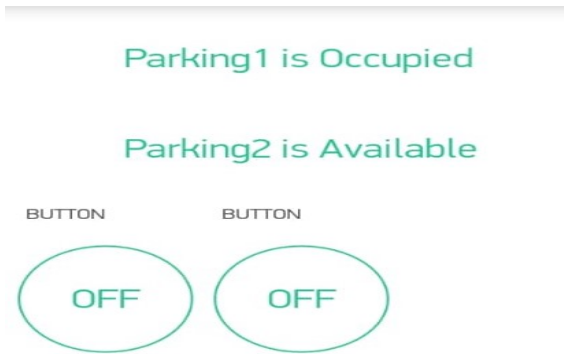 Parking1 is Occupied
Parking2 is Available
BUTTON BUTTON
OFF OFF